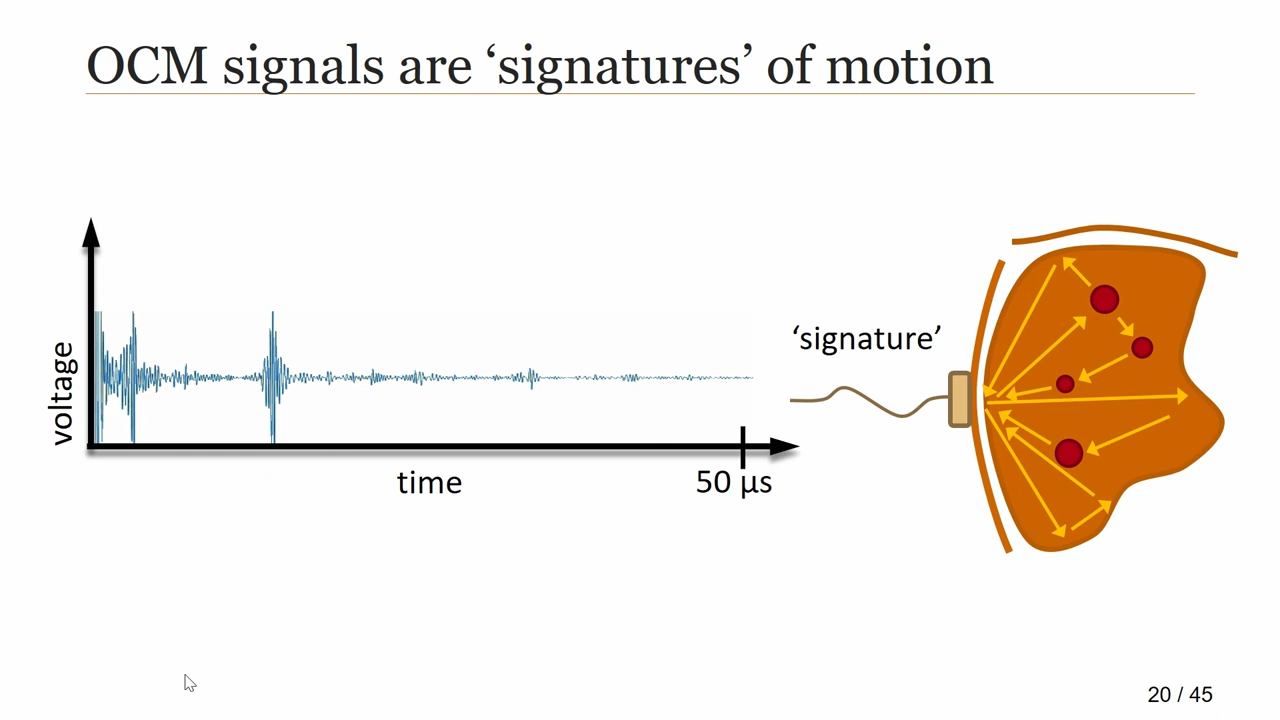 OCM signals are ‘signatures’ of motion
voltage
‘signature’
time
50 µs
20 / 45